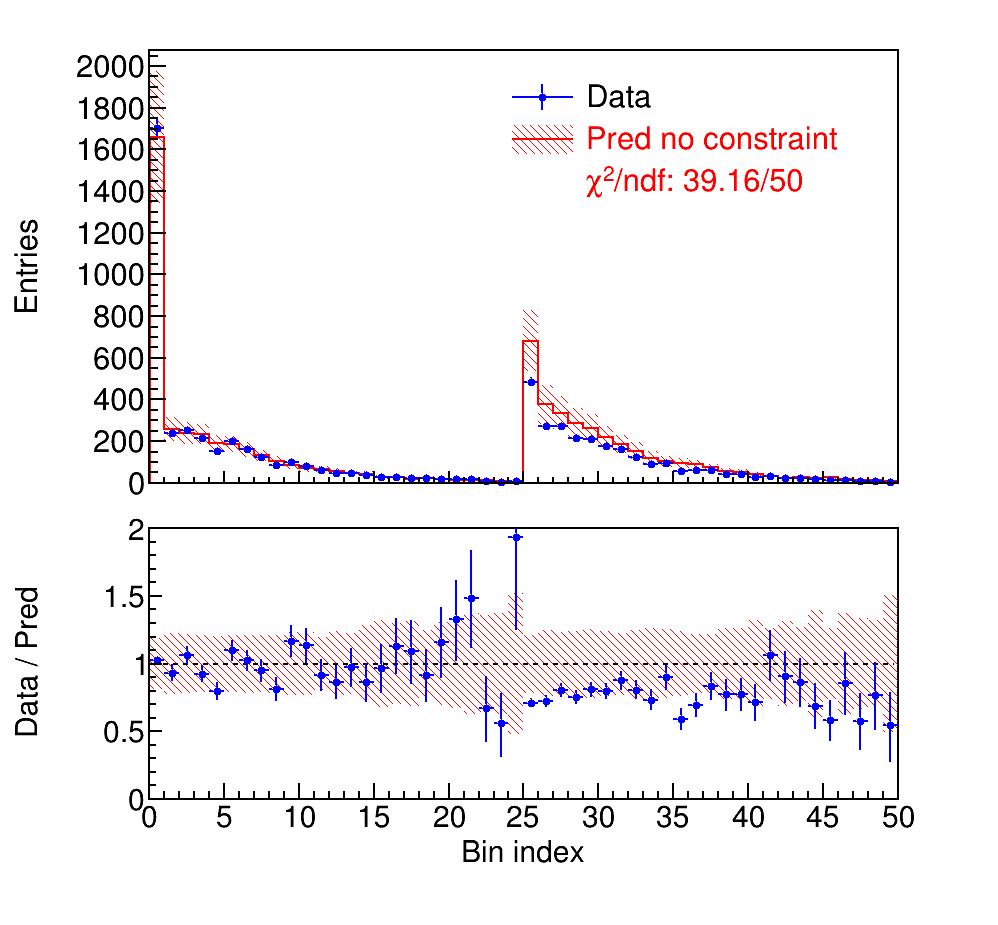 2000
1800
1600
1400
1200
1000
800
600
400
200
0
Entries
Data
Pred no constraint
χ²/ndf: 39.16/50
2
1.5
1
0.5
0
Data / Pred
0 5 10 15 20 25 30 35 40 45 50
Bin index